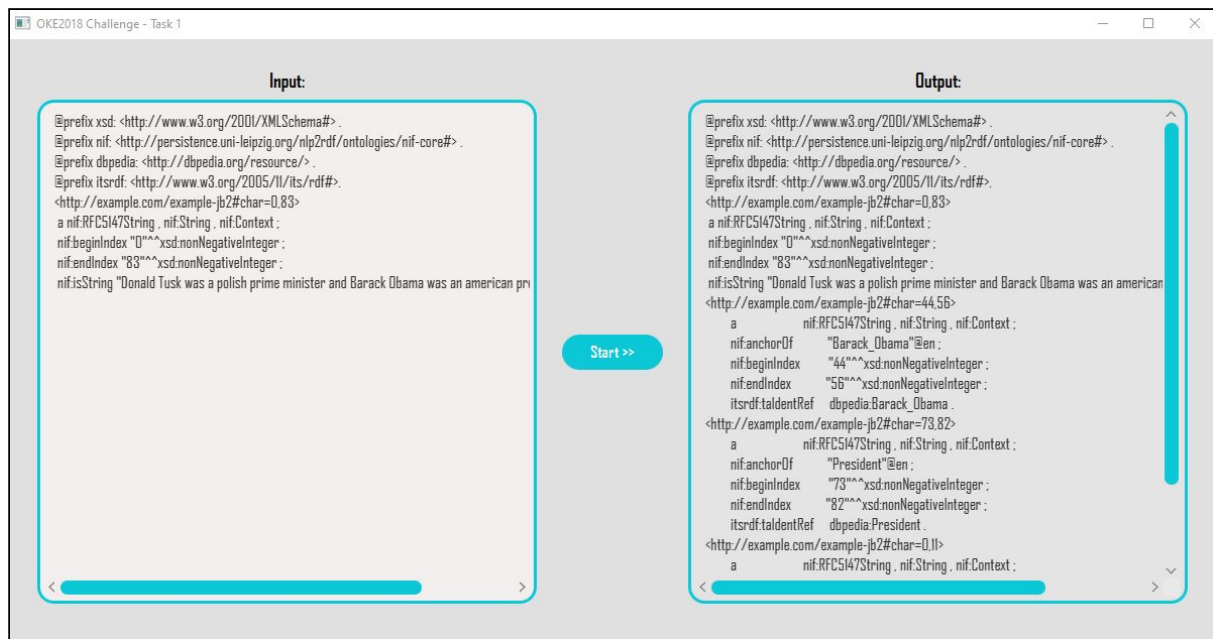 OKE2018 Challenge - Task 1
Input:
@prefix xsd: <http://www.w3.org/2001/XMLSchema#> .
@prefix nif: <http://persistence.uni-leipzig.org/nlp2rdf/ontologies/nif-core#> .
@prefix dbpedia: <http://dbpedia.org/resource/> .
@prefix itsrdf: <http://www.w3.org/2005/11/its/rdf#>.
<http://example.com/example-jb2#char=0,83>
a nif:RFC5147String , nif:String , nif:Context ;
nif:beginIndex "0"^^xsd:nonNegativeInteger ;
nif:endIndex "83"^^xsd:nonNegativeInteger ;
nif:isString "Donald Tusk was a polish prime minister and Barack Obama was an american pr
Start >>
Output:
@prefix xsd: <http://www.w3.org/2001/XMLSchema#> .
@prefix nif: <http://persistence.uni-leipzig.org/nlp2rdf/ontologies/nif-core#> .
@prefix dbpedia: <http://dbpedia.org/resource/> .
@prefix itsrdf: <http://www.w3.org/2005/11/its/rdf#>.
<http://example.com/example-jb2#char=0,83>
a nif:RFC5147String , nif:String , nif:Context ;
nif:beginIndex "0"^^xsd:nonNegativeInteger ;
nif:endIndex "83"^^xsd:nonNegativeInteger ;
nif:isString "Donald Tusk was a polish prime minister and Barack Obama was an american
<http://example.com/example-jb2#char=44,56>
a nif:RFC5147String , nif:String , nif:Context ;
nif:anchorOf "Barack_Obama"@en ;
nif:beginIndex "44"^^xsd:nonNegativeInteger ;
nif:endIndex "56"^^xsd:nonNegativeInteger ;
itsrdf:taIdentRef dbpedia:Barack_Obama .
<http://example.com/example-jb2#char=73,82>
a nif:RFC5147String , nif:String , nif:Context ;
nif:anchorOf "President"@en ;
nif:beginIndex "73"^^xsd:nonNegativeInteger ;
nif:endIndex "82"^^xsd:nonNegativeInteger ;
itsrdf:taIdentRef dbpedia:President .
<http://example.com/example-jb2#char=0,11>
a nif:RFC5147String , nif:String , nif:Context ;